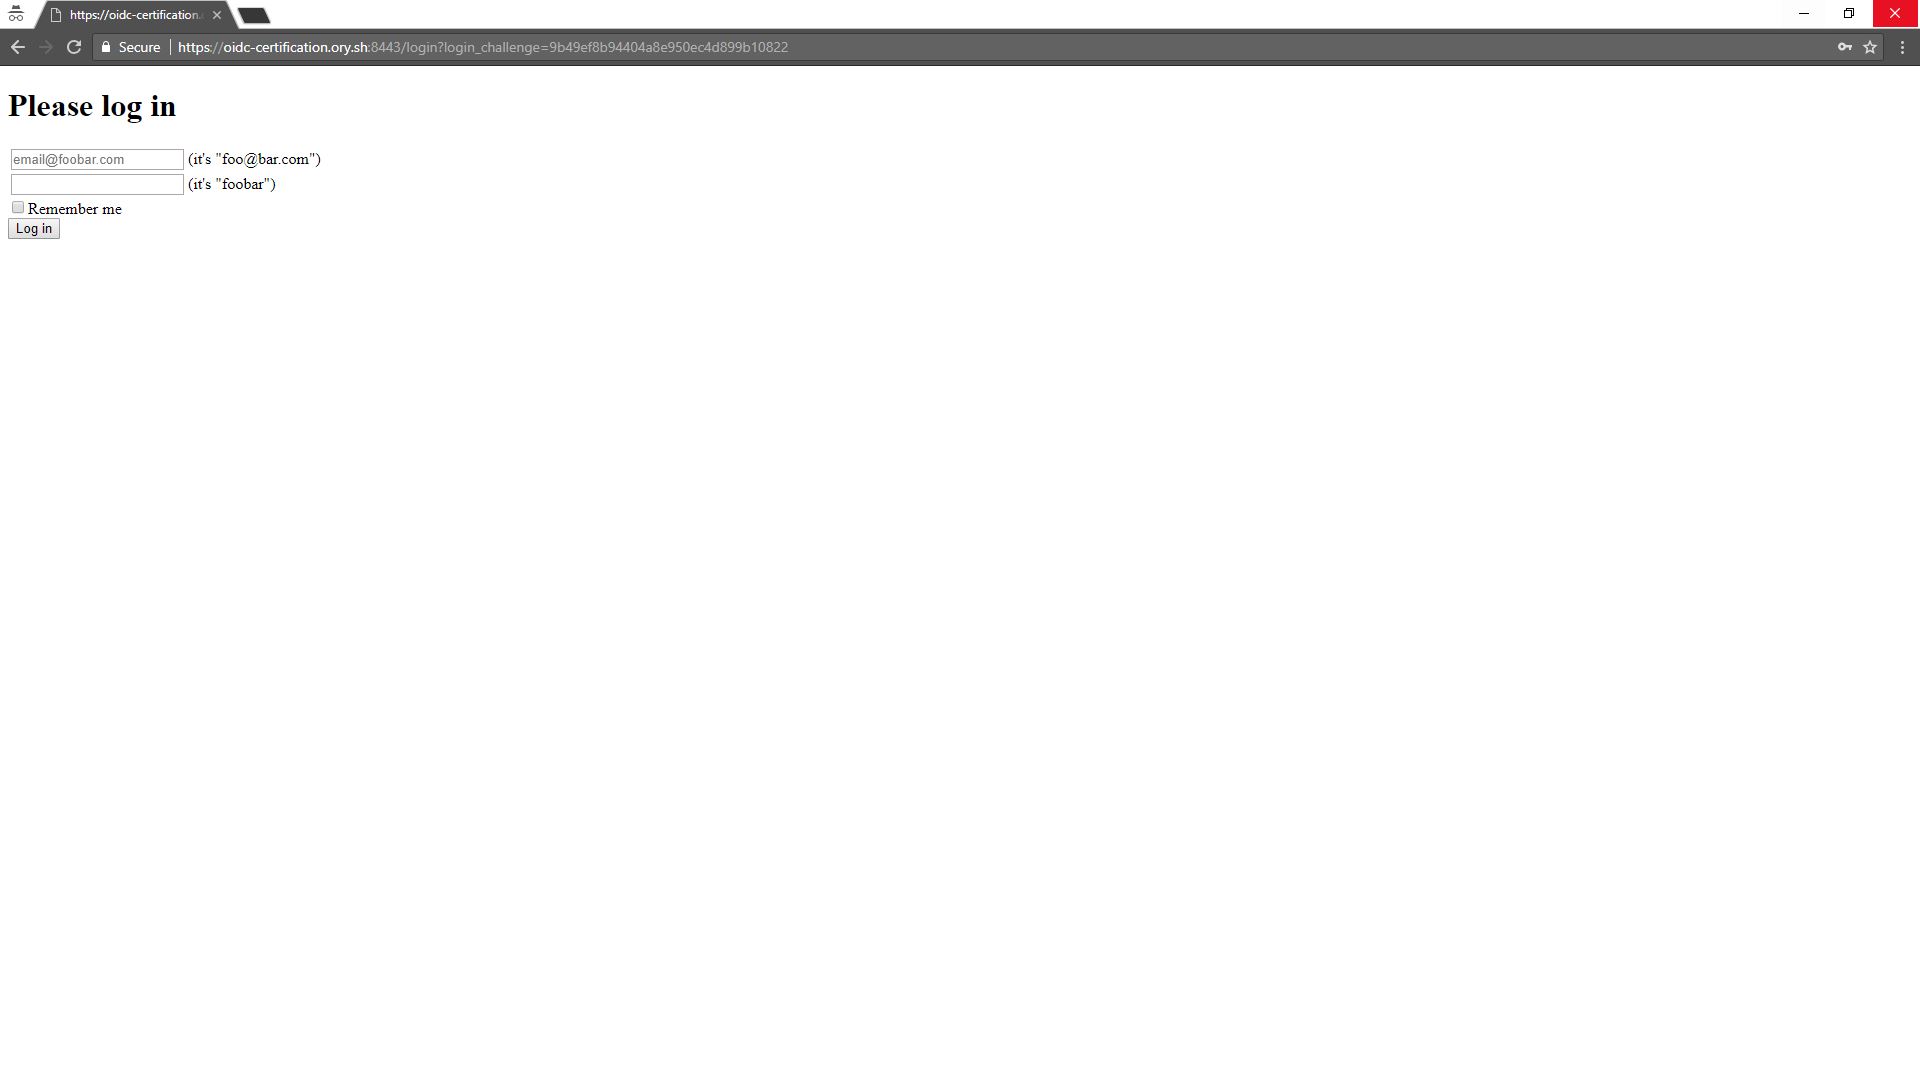 https://oidc-certification.
Secure https://oidc-certification.ory.sh:8443/login?login_challenge=9b49ef8b94404a8e950ec4d899b10822
Please log in
email@foobar.com (it's "foo@bar.com")
(it's "foobar")
Remember me
Log in